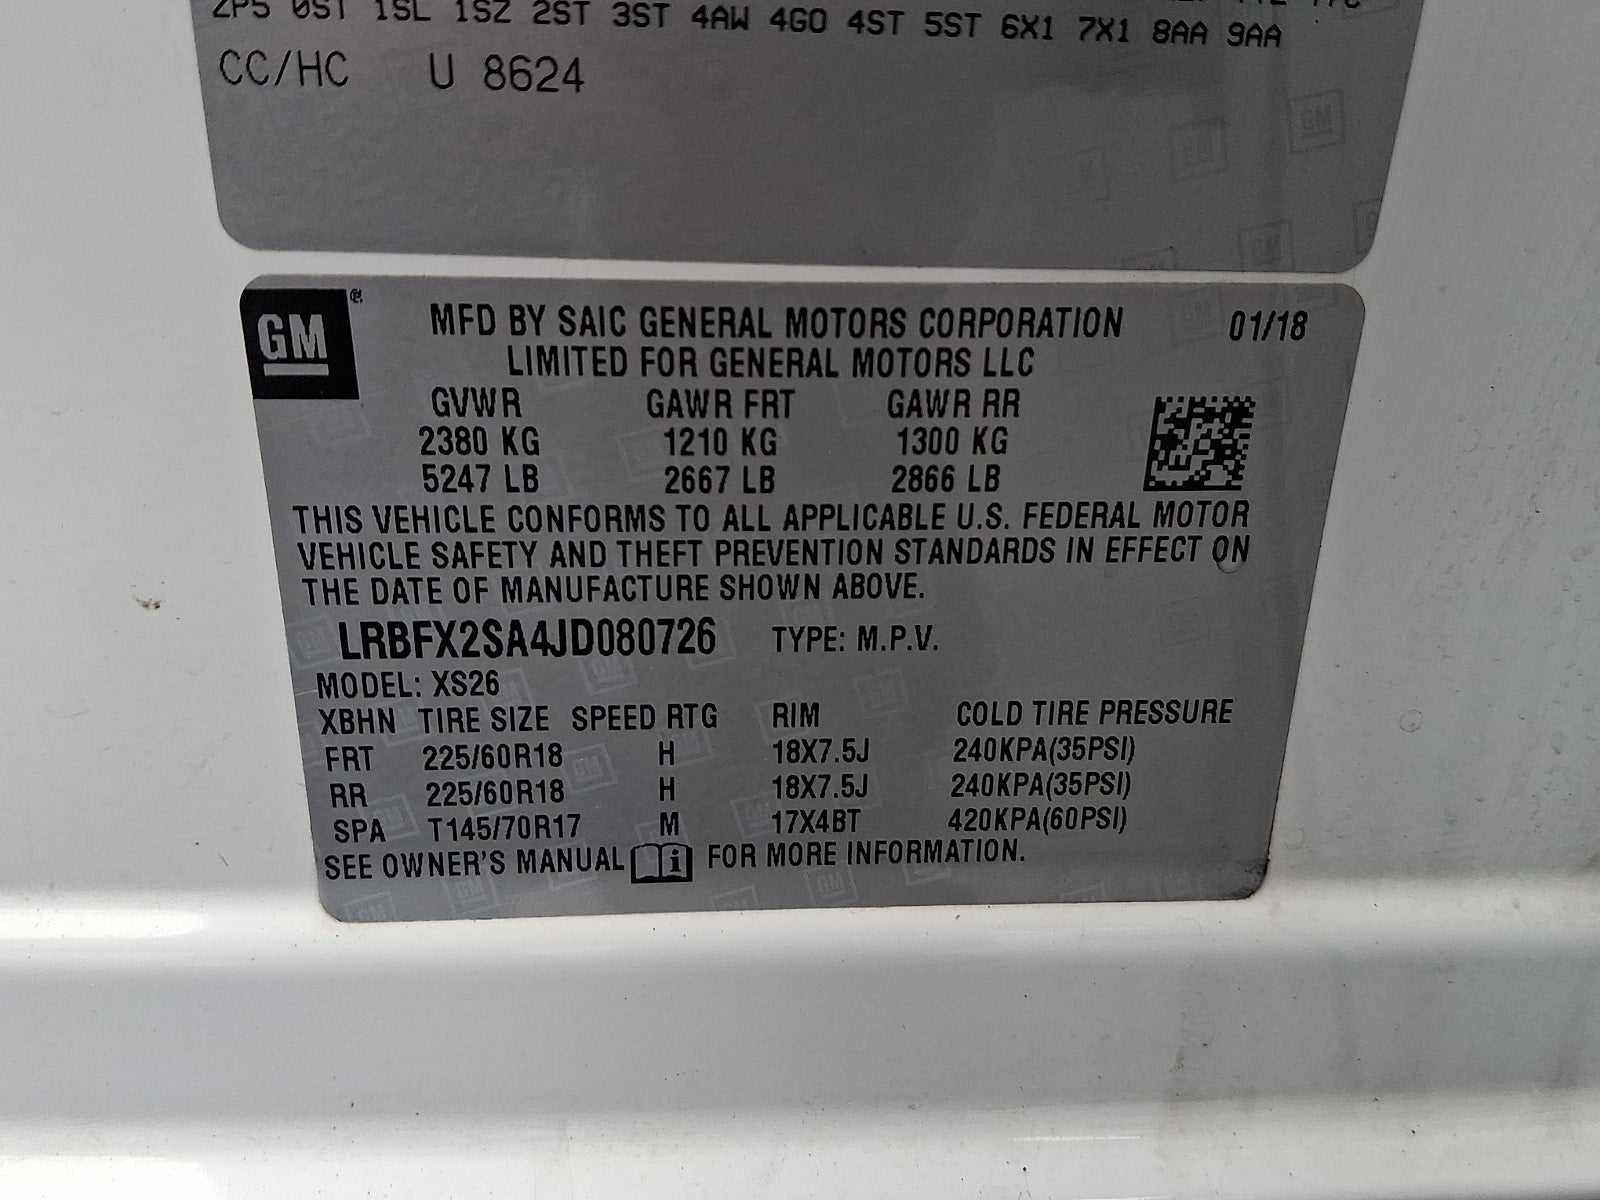 ZP5 0ST 1SL 1SZ 2ST 3ST 4AW 4GO 4ST 5ST 6X1 7X1 8AA 9AA
CC/HC U 8624
GM
MFD BY SAIC GENERAL MOTORS CORPORATION 01/18
LIMITED FOR GENERAL MOTORS LLC
GVWR GAWR FRT GAWR RR
2380 KG 1210 KG 1300 KG
5247 LB 2667 LB 2866 LB
THIS VEHICLE CONFORMS TO ALL APPLICABLE U.S. FEDERAL MOTOR
VEHICLE SAFETY AND THEFT PREVENTION STANDARDS IN EFFECT ON
THE DATE OF MANUFACTURE SHOWN ABOVE.
LRBFX2SA4JD080726 TYPE: M.P.V.
MODEL: XS26
XBHN TIRE SIZE SPEED RTG RIM COLD TIRE PRESSURE
FRT 225/60R18 H 18X7.5J 240KPA(35PSI)
RR 225/60R18 H 18X7.5J 240KPA(35PSI)
SPA T145/70R17 M 17X4BT 420KPA(60PSI)
SEE OWNER'S MANUAL i FOR MORE INFORMATION.